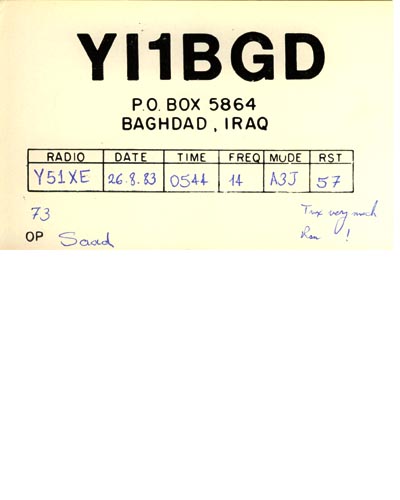 YI1BGD
P.O. BOX 5864
BAGHDAD, IRAQ
RADIO DATE TIME FREQ MUDE RST
Y51XE 26.8.83 0544 14 A3J 57
73 Tnx very much
OP Saad !